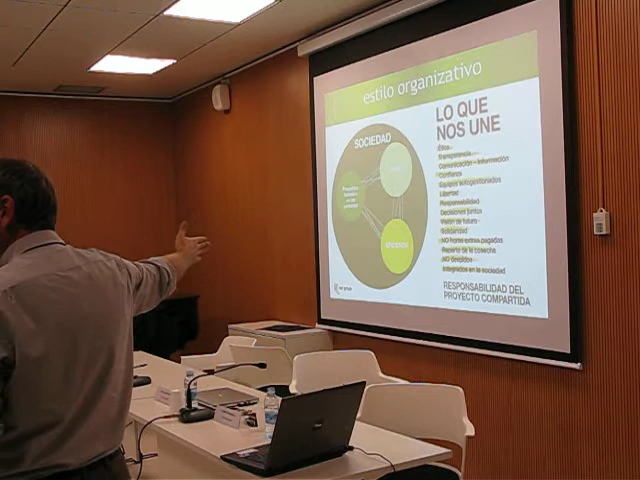 estilo organizativo
LO QUE
NOS UNE
SOCIEDAD
Ética
Transparencia
Comunicación - Información
Confianza
Equipos autogestionados
Libertad
Responsabilidad
Decisiones juntos
Visión de futuro
Solidaridad
NO horas extras pagadas
Reparto de la cosecha
NO despidos
Integrados en la sociedad
RESPONSABILIDAD DEL
PROYECTO COMPARTIDA